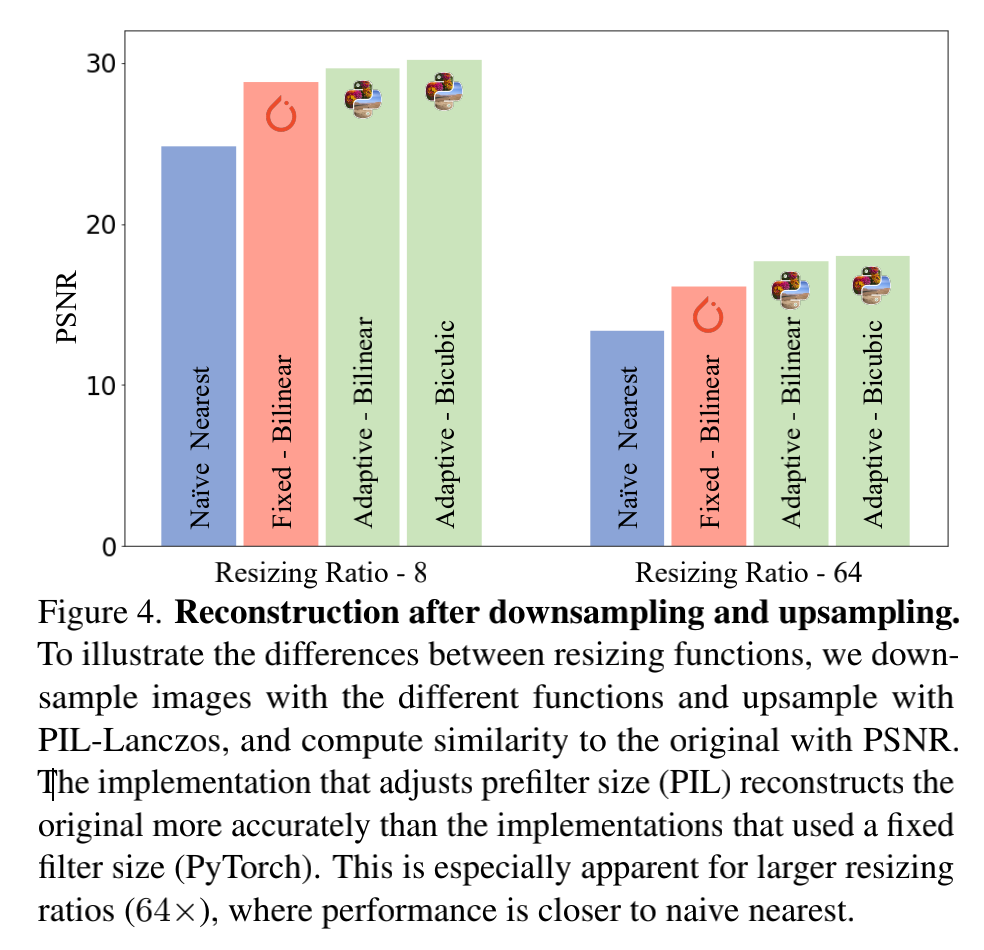 30
20
10
0
PSNR
Naïve Nearest
Fixed - Bilinear
Adaptive - Bilinear
Adaptive - Bicubic
Naïve Nearest
Fixed - Bilinear
Adaptive - Bilinear
Adaptive - Bicubic
Resizing Ratio - 8
Resizing Ratio - 64
Figure 4. Reconstruction after downsampling and upsampling.
To illustrate the differences between resizing functions, we down-
sample images with the different functions and upsample with
PIL-Lanczos, and compute similarity to the original with PSNR.
The implementation that adjusts prefilter size (PIL) reconstructs the
original more accurately than the implementations that used a fixed
filter size (PyTorch). This is especially apparent for larger resizing
ratios (64×), where performance is closer to naive nearest.